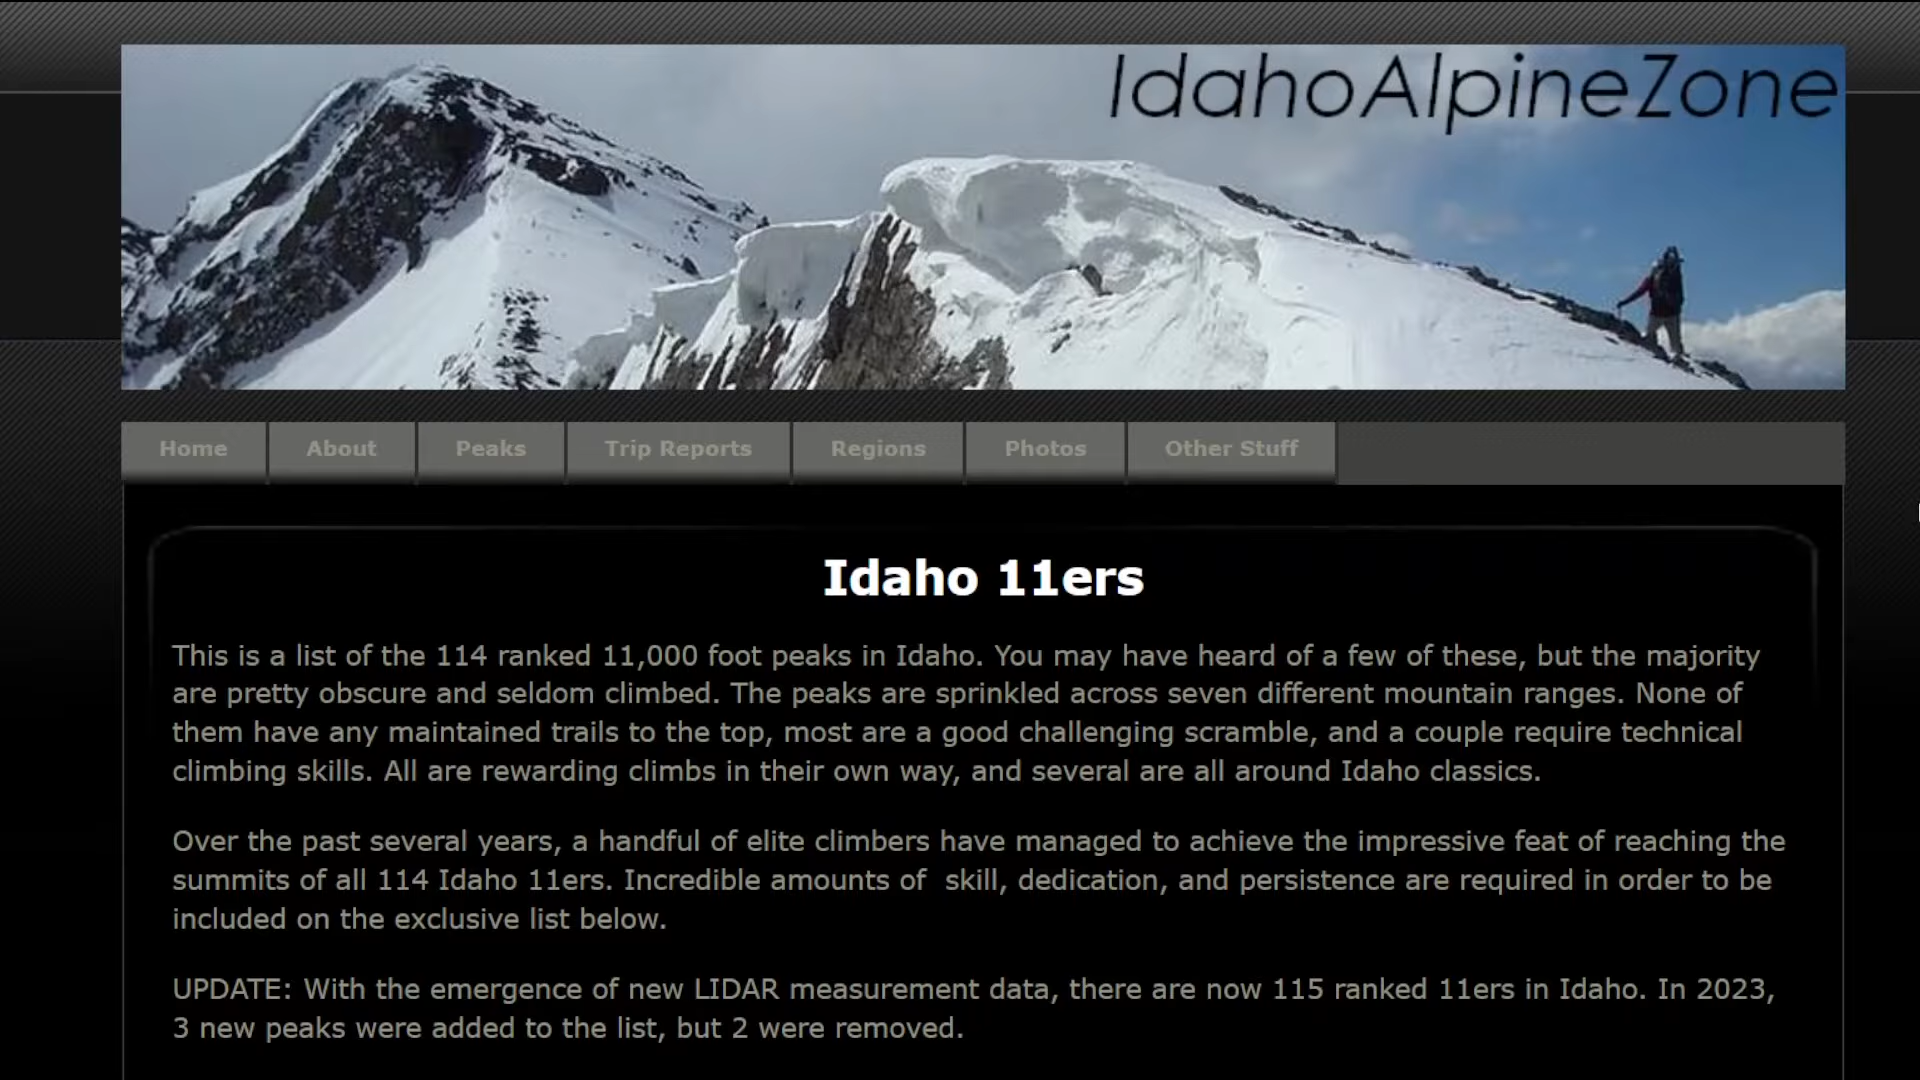 IdahoAlpineZone
Home About Peaks Trip Reports Regions Photos Other Stuff
Idaho 11ers
This is a list of the 114 ranked 11,000 foot peaks in Idaho. You may have heard of a few of these, but the majority
are pretty obscure and seldom climbed. The peaks are sprinkled across seven different mountain ranges. None of
them have any maintained trails to the top, most are a good challenging scramble, and a couple require technical
climbing skills. All are rewarding climbs in their own way, and several are all around Idaho classics.
Over the past several years, a handful of elite climbers have managed to achieve the impressive feat of reaching the
summits of all 114 Idaho 11ers. Incredible amounts of  skill, dedication, and persistence are required in order to be
included on the exclusive list below.
UPDATE: With the emergence of new LIDAR measurement data, there are now 115 ranked 11ers in Idaho. In 2023,
3 new peaks were added to the list, but 2 were removed.